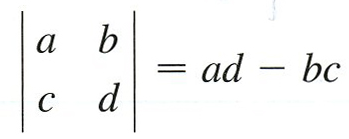 | a b |
| c d | = ad − bc